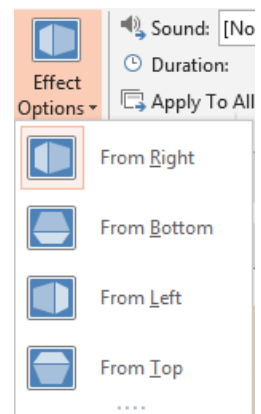 Effect
Options
Sound: [No
Duration:
Apply To All
From Right
From Bottom
From Left
From Top